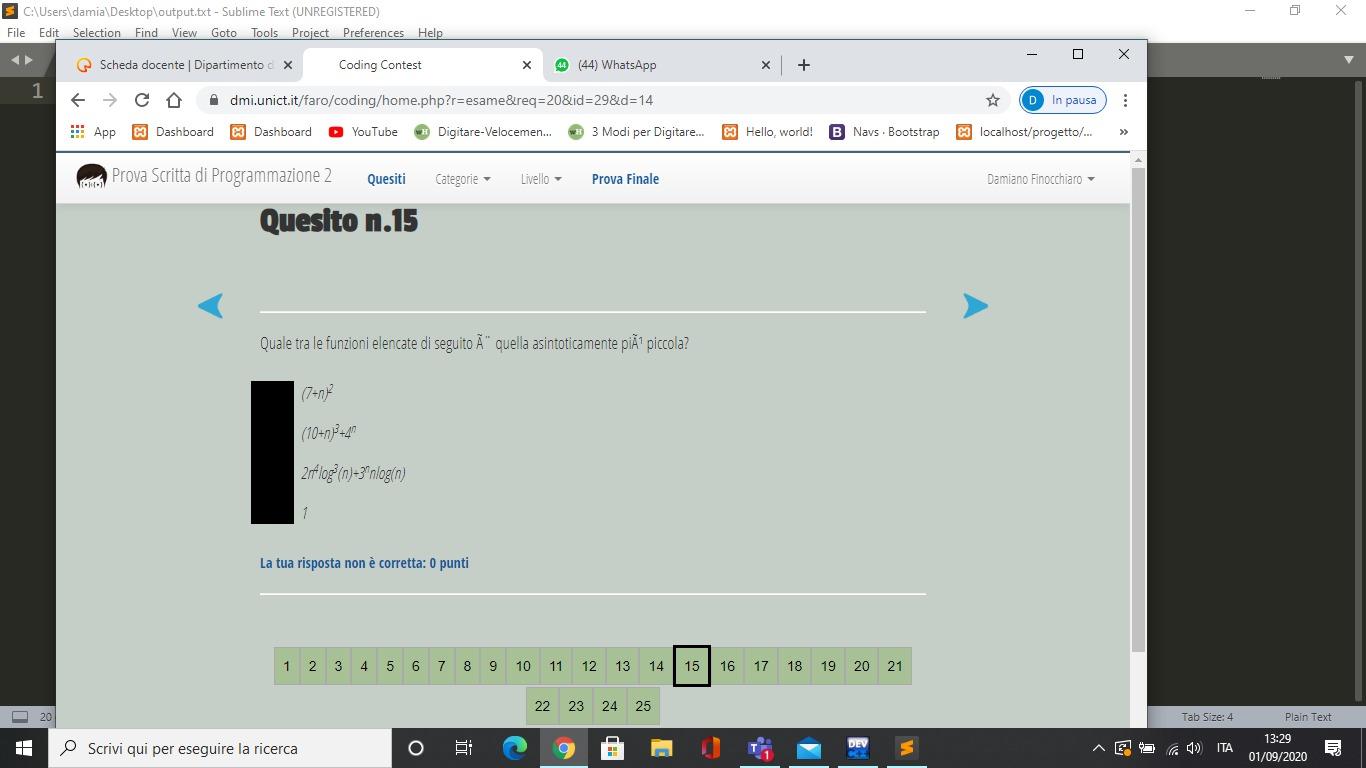 C:\Users\damia\Desktop\output.txt - Sublime Text (UNREGISTERED)
File Edit Selection Find View Goto Tools Project Preferences Help
Scheda docente | Dipartimento d
Coding Contest
(44) WhatsApp
dmi.unict.it/faro/coding/home.php?r=esame&req=20&id=29&d=14
D In pausa
App Dashboard Dashboard YouTube Digitare-Velocemen... 3 Modi per Digitare... Hello, world! Navs · Bootstrap localhost/progetto/... »
1
Prova Scritta di Programmazione 2 Quesiti Categorie Livello Prova Finale Damiano Finocchiaro
Quesito n.15
Quale tra le funzioni elencate di seguito Ã¨ quella asintoticamente piÃ¹ piccola?
(7+n)²
(10+n)³+4ⁿ
2n⁴log³(n)+3ⁿnlog(n)
1
La tua risposta non è corretta: 0 punti
1 2 3 4 5 6 7 8 9 10 11 12 13 14 15 16 17 18 19 20 21
22 23 24 25
20
Tab Size: 4 Plain Text
Scrivi qui per eseguire la ricerca
1
DEV
ITA
13:29
01/09/2020